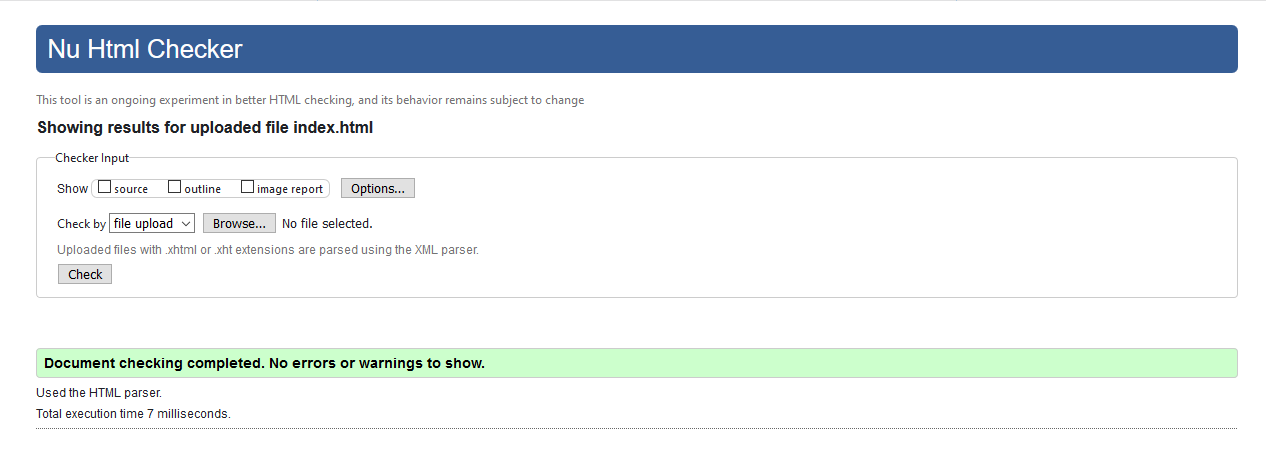 Nu Html Checker
This tool is an ongoing experiment in better HTML checking, and its behavior remains subject to change
Showing results for uploaded file index.html
Checker Input
Show source outline image report Options...
Check by file upload Browse... No file selected.
Uploaded files with .xhtml or .xht extensions are parsed using the XML parser.
Check
Document checking completed. No errors or warnings to show.
Used the HTML parser.
Total execution time 7 milliseconds.